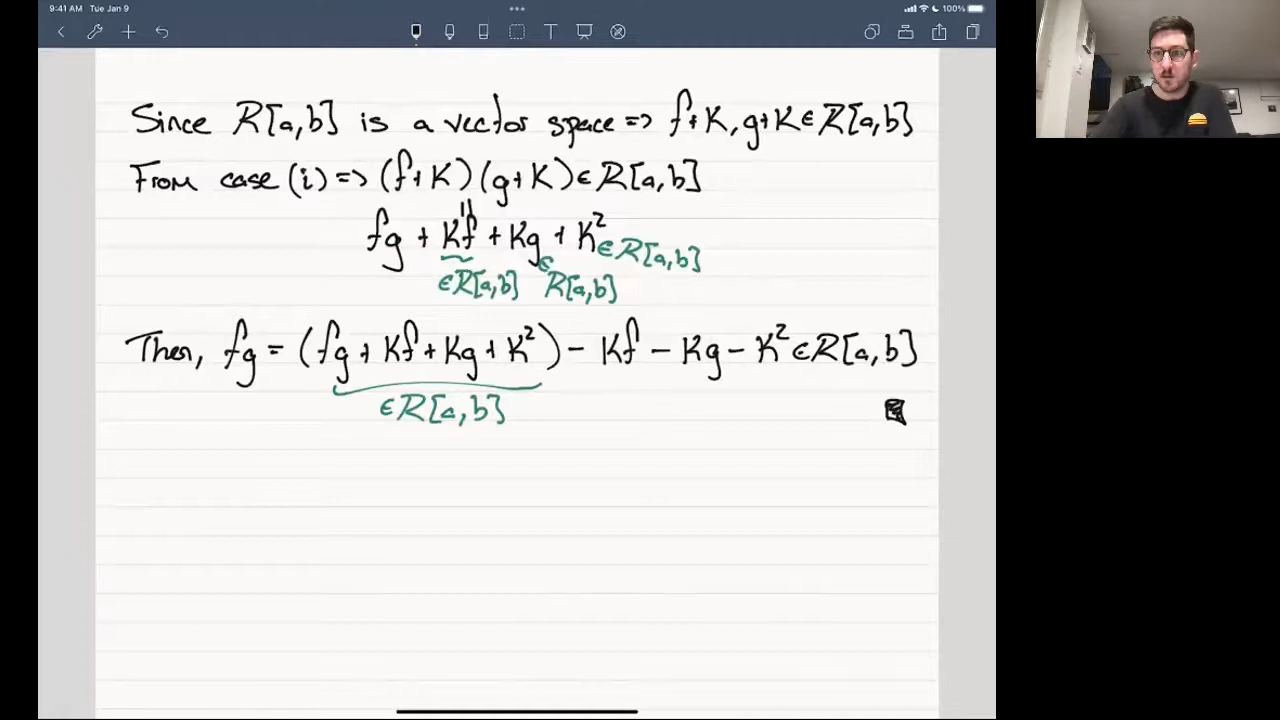 9:41 AM Tue Jan 9
100%
Since R[a,b] is a vector space => f+K, g+K ∈ R[a,b]
From case (i) => (f+K)(g+K) ∈ R[a,b]
"
fg + Kf + Kg + K² ∈ R[a,b]
∈ R[a,b] ∈ R[a,b]
Then, fg = (fg + Kf + Kg + K²) - Kf - Kg - K² ∈ R[a,b]
∈ R[a,b]